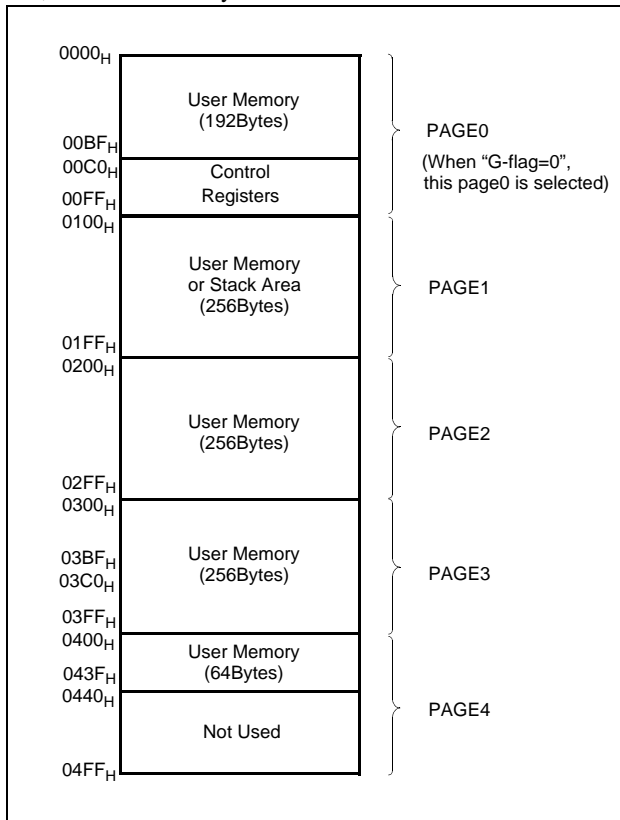 0000H
User Memory
(192Bytes)
PAGE0
00BFH
00C0H
(When “G-flag=0”,
this page0 is selected)
Control
Registers
00FFH
0100H
User Memory
or Stack Area
(256Bytes)
PAGE1
01FFH
0200H
User Memory
(256Bytes)
PAGE2
02FFH
0300H
User Memory
(256Bytes)
03BFH
03C0H
PAGE3
03FFH
0400H
User Memory
(64Bytes)
043FH
0440H
PAGE4
Not Used
04FFH